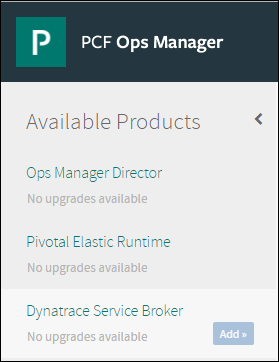 P
PCF Ops Manager
Available Products
Ops Manager Director
No upgrades available
Pivotal Elastic Runtime
No upgrades available
Dynatrace Service Broker
No upgrades available
Add »